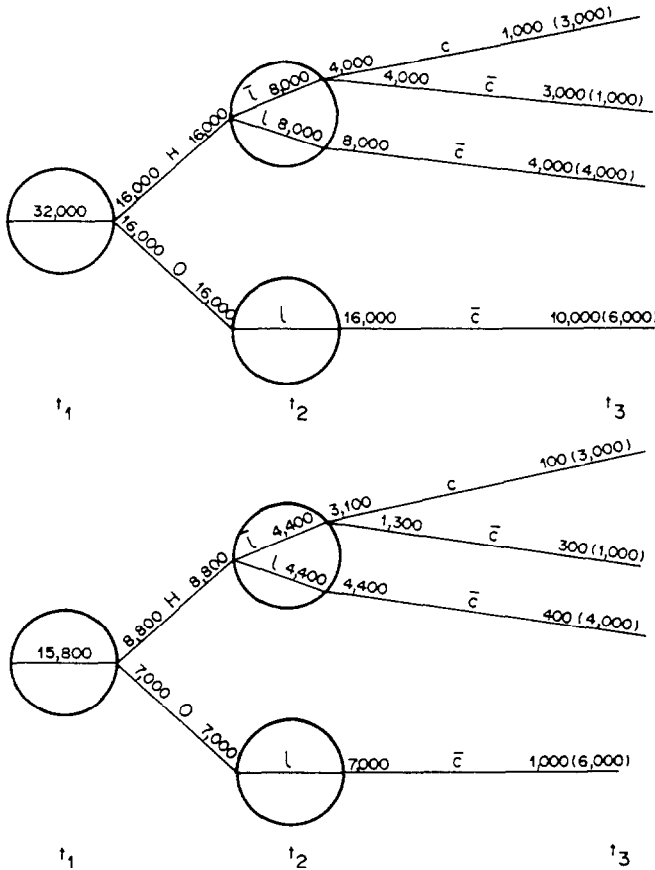 1,000 (3,000)
c
4,000
l̅ 8,000
4,000 c̅ 3,000 (1,000)
l 8,000
8,000 c̅ 4,000 (4,000)
16,000 H 16,000
32,000
16,000 O 16,000
l 16,000 c̅ 10,000 (6,000)
t1 t2 t3
100 (3,000)
c
3,100
l̅ 4,400
1,300 c̅ 300 (1,000)
l 4,400
4,400 c̅ 400 (4,000)
8,800 H 8,800
15,800
7,000 O 7,000
l 7,000 c̅ 1,000 (6,000)
t1 t2 t3